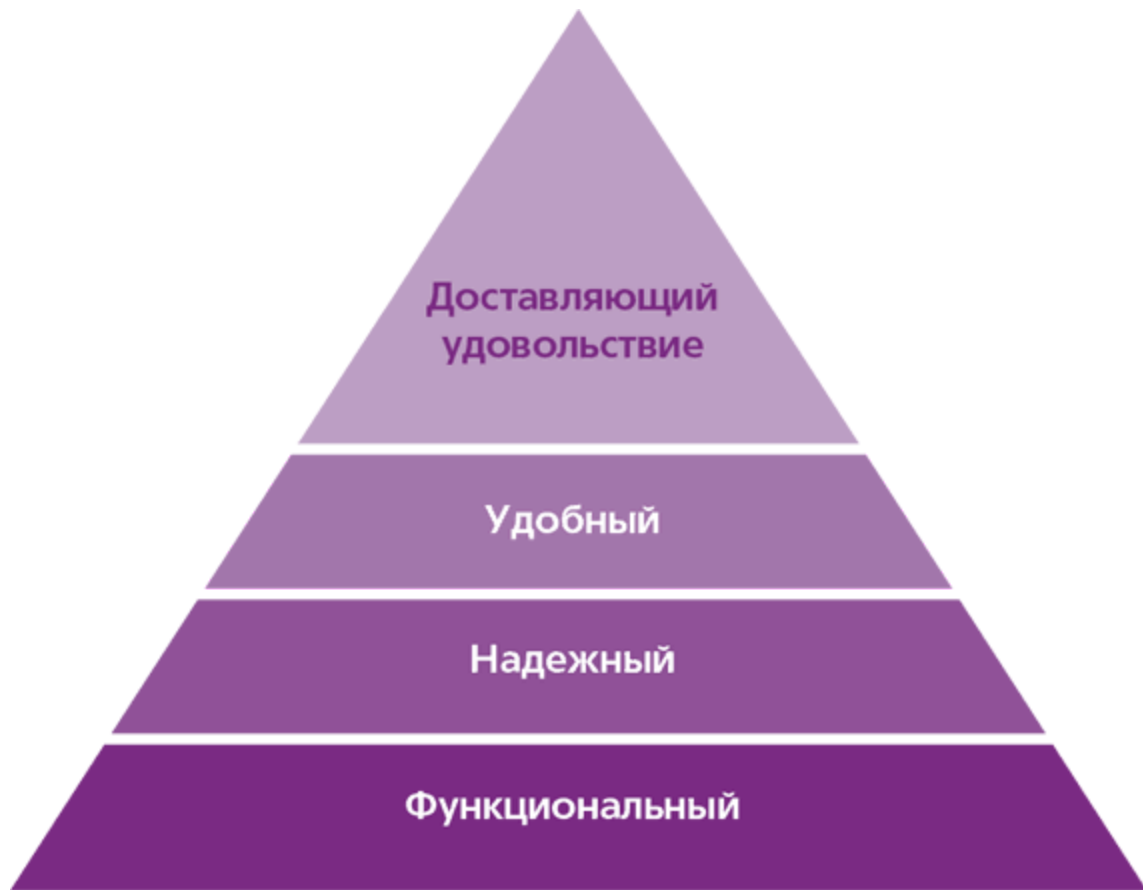 Доставляющий
удовольствие
Удобный
Надежный
Функциональный